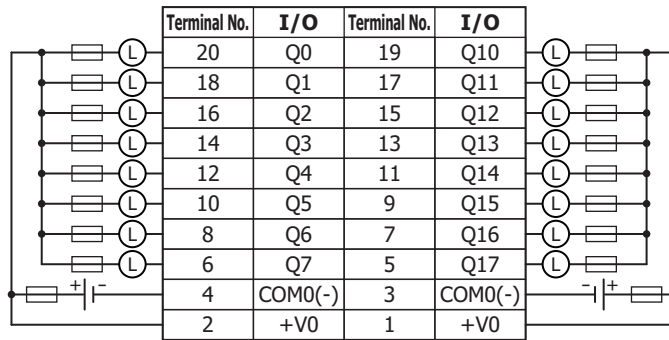 Terminal No. I/O Terminal No. I/O
L 20 Q0 19 Q10 L
L 18 Q1 17 Q11 L
L 16 Q2 15 Q12 L
L 14 Q3 13 Q13 L
L 12 Q4 11 Q14 L
L 10 Q5 9 Q15 L
L 8 Q6 7 Q16 L
L 6 Q7 5 Q17 L
+ - 4 COM0(-) 3 COM0(-) - +
2 +V0 1 +V0